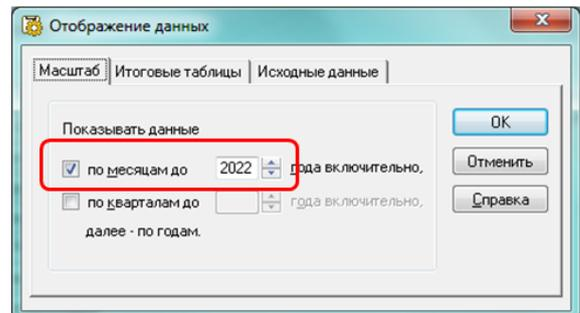 Отображение данных
Масштаб Итоговые таблицы Исходные данные
Показывать данные
OK
по месяцам до 2022 года включительно,
Отменить
по кварталам до года включительно,
Справка
далее - по годам.